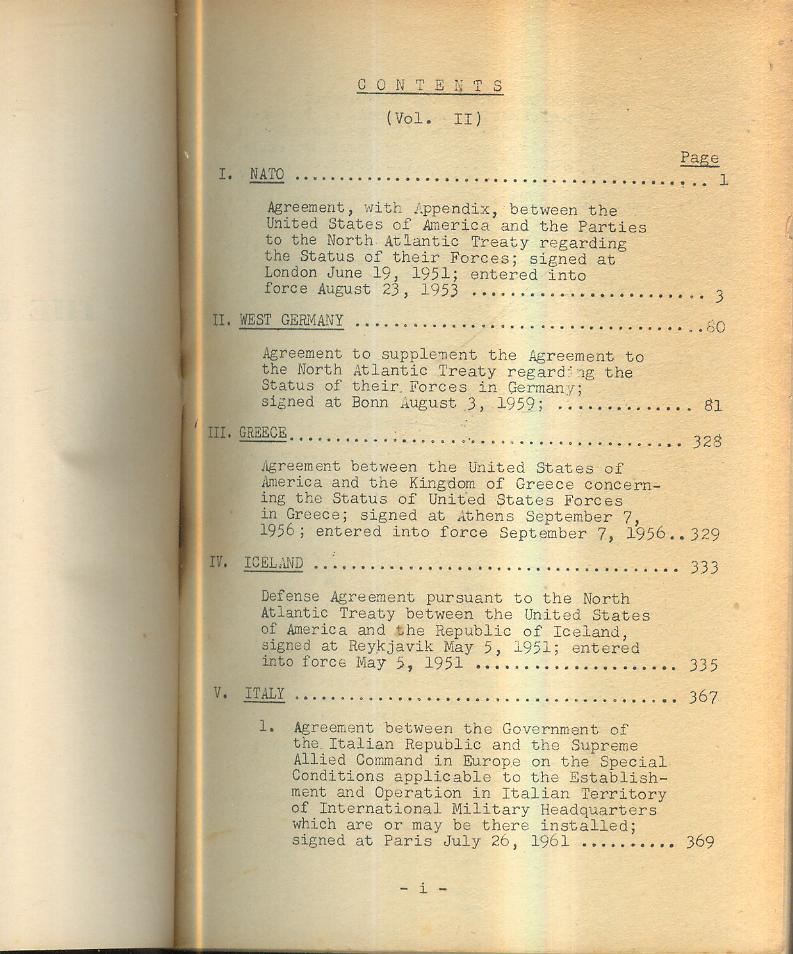 C O N T E N T S
(Vol. II)
Page
I. NATO ............................................. 1
Agreement, with Appendix, between the
United States of America and the Parties
to the North Atlantic Treaty regarding
the Status of their Forces; signed at
London June 19, 1951; entered into
force August 23, 1953 ......................... 3
II. WEST GERMANY ......................................80
Agreement to supplement the Agreement to
the North Atlantic Treaty regarding the
Status of their Forces in Germany;
signed at Bonn August 3, 1959; .............. 81
III. GREECE........................................... 328
Agreement between the United States of
America and the Kingdom of Greece concern-
ing the Status of United States Forces
in Greece; signed at Athens September 7,
1956; entered into force September 7, 1956..329
IV. ICELAND ........................................ 333
Defense Agreement pursuant to the North
Atlantic Treaty between the United States
of America and the Republic of Iceland,
signed at Reykjavik May 5, 1951; entered
into force May 5, 1951 ...................... 335
V. ITALY .......................................... 367
1. Agreement between the Government of
the Italian Republic and the Supreme
Allied Command in Europe on the Special
Conditions applicable to the Establish-
ment and Operation in Italian Territory
of International Military Headquarters
which are or may be there installed;
signed at Paris July 26, 1961 .......... 369
- i -